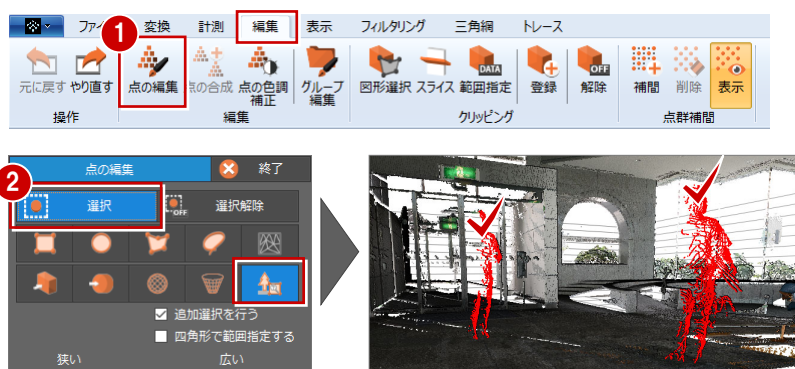 ファイル 変換 計測 編集 表示 フィルタリング 三角網 トレース
1
元に戻す やり直す 点の編集 点の合成 点の色調補正 グループ編集 図形選択 スライス 範囲指定 登録 解除 補間 削除 表示
DATA OFF
操作 編集 クリッピング 点群補間
2
点の編集 終了
選択 選択解除
OFF
追加選択を行う
四角形で範囲指定する
狭い 広い